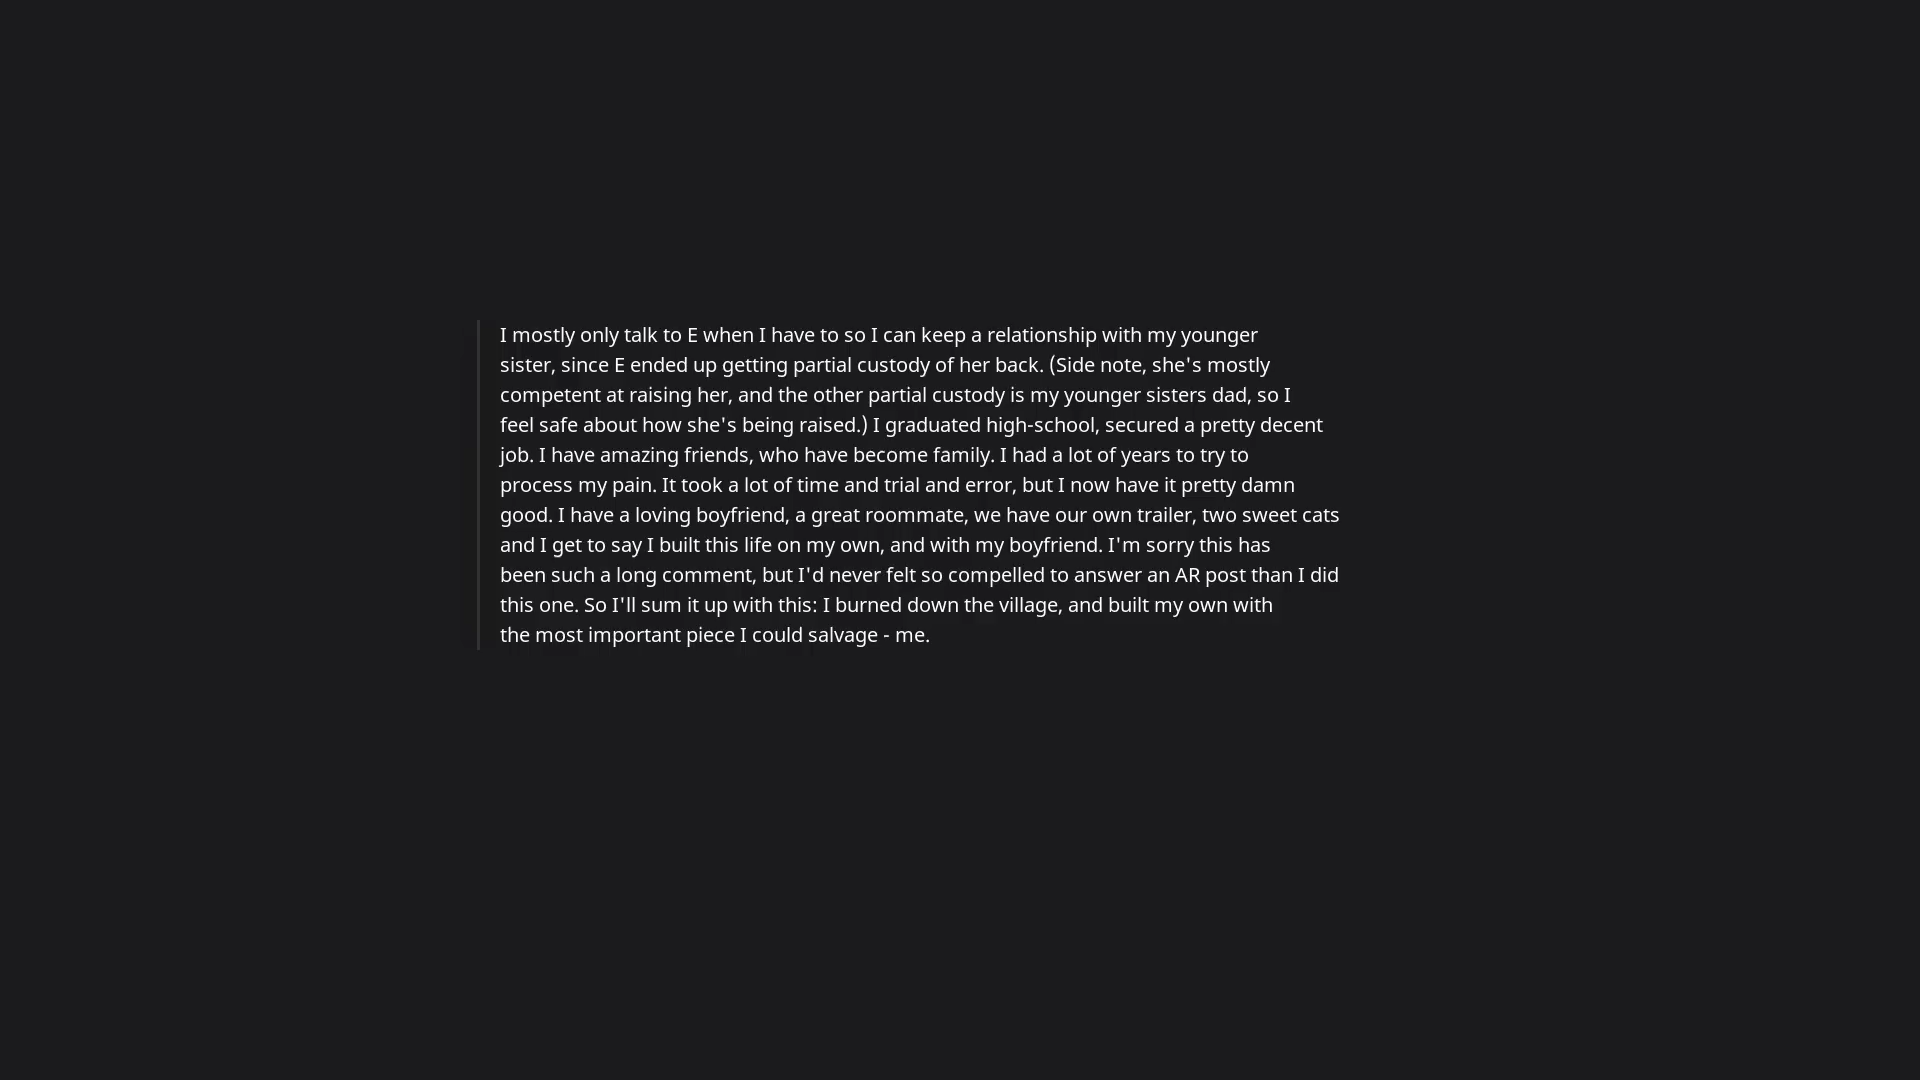 I mostly only talk to E when I have to so I can keep a relationship with my younger
sister, since E ended up getting partial custody of her back. (Side note, she's mostly
competent at raising her, and the other partial custody is my younger sisters dad, so I
feel safe about how she's being raised.) I graduated high-school, secured a pretty decent
job. I have amazing friends, who have become family. I had a lot of years to try to
process my pain. It took a lot of time and trial and error, but I now have it pretty damn
good. I have a loving boyfriend, a great roommate, we have our own trailer, two sweet cats
and I get to say I built this life on my own, and with my boyfriend. I'm sorry this has
been such a long comment, but I'd never felt so compelled to answer an AR post than I did
this one. So I'll sum it up with this: I burned down the village, and built my own with
the most important piece I could salvage - me.